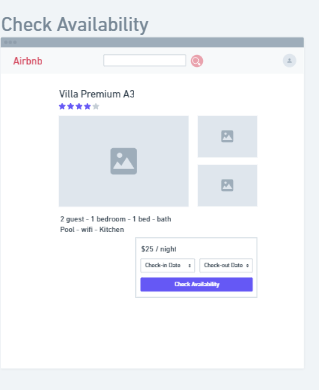 Check Availability
Airbnb
Villa Premium A3
2 guest - 1 bedroom - 1 bed - bath
Pool - wifi - Kitchen
$25 / night
Check-in Date
Check-out Date
Check Availability